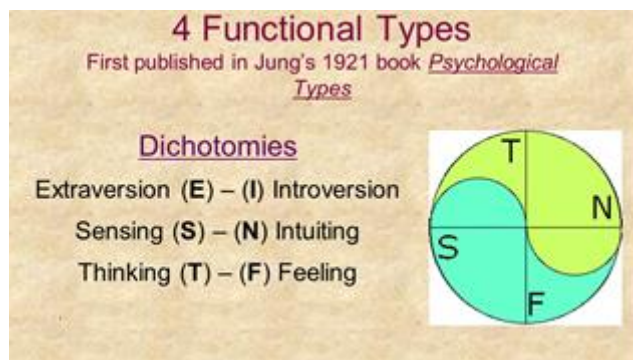 4 Functional Types
First published in Jung's 1921 book Psychological
Types
Dichotomies
Extraversion (E) – (I) Introversion
Sensing (S) – (N) Intuiting
Thinking (T) – (F) Feeling
T
N
S
F